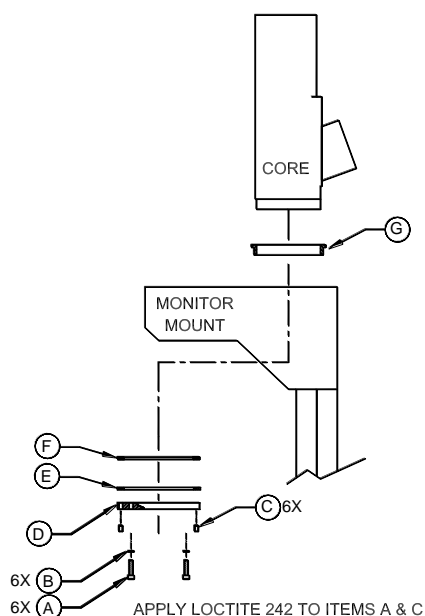 CORE
G
MONITOR
MOUNT
F
E
D
C 6X
6X B
6X A
APPLY LOCTITE 242 TO ITEMS A & C